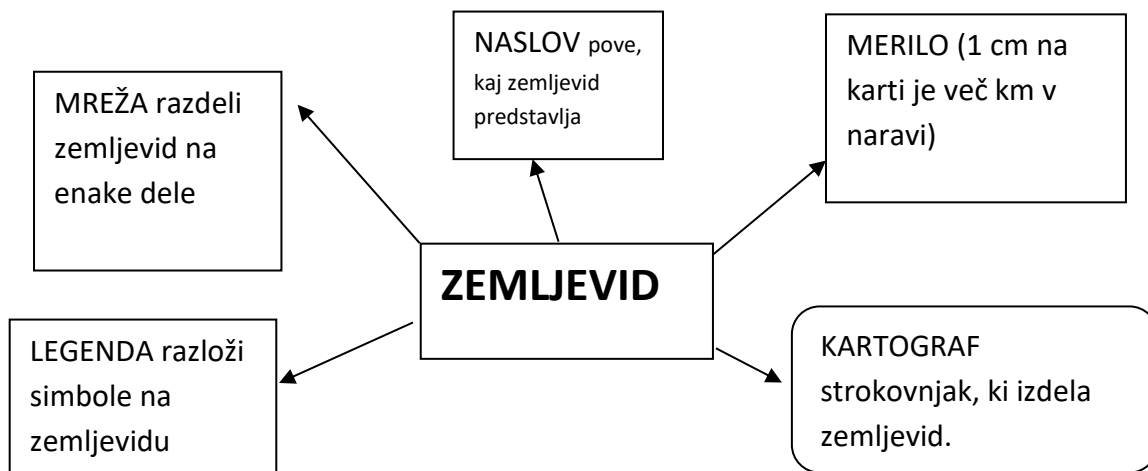 NASLOV pove,
kaj zemljevid
predstavlja
MERILO (1 cm na
karti je več km v
naravi)
MREŽA razdeli
zemljevid na
enake dele
ZEMLJEVID
LEGENDA razloži
simbole na
zemljevidu
KARTOGRAF
strokovnjak, ki izdela
zemljevid.